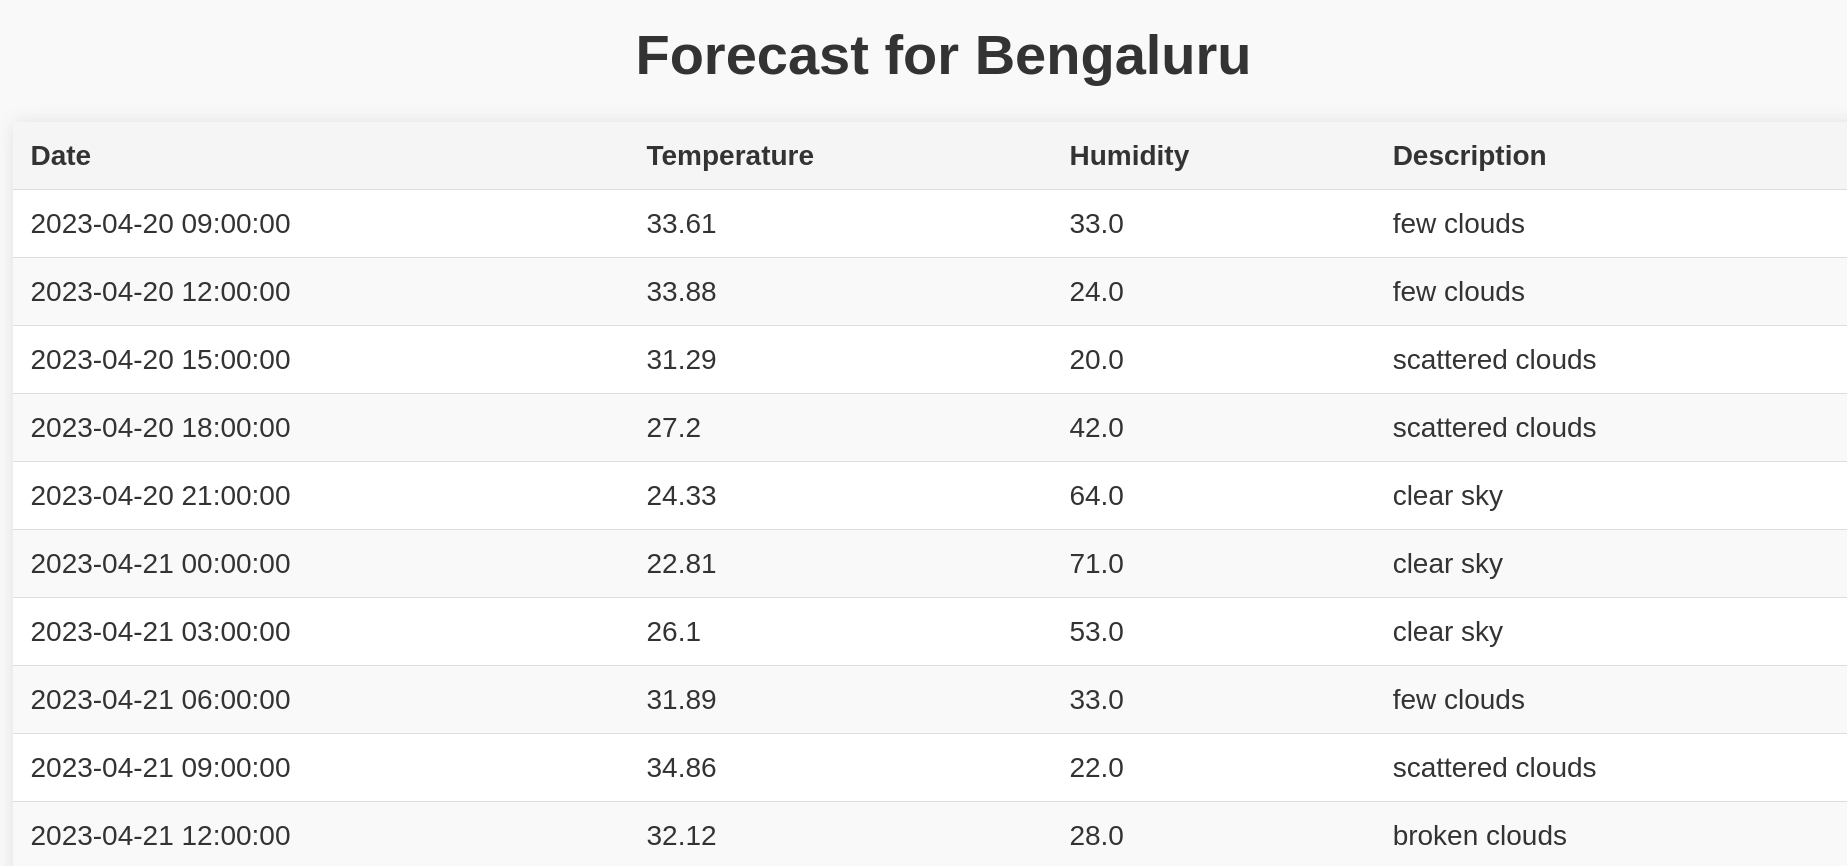 Forecast for Bengaluru
Date Temperature Humidity Description
2023-04-20 09:00:00 33.61 33.0 few clouds
2023-04-20 12:00:00 33.88 24.0 few clouds
2023-04-20 15:00:00 31.29 20.0 scattered clouds
2023-04-20 18:00:00 27.2 42.0 scattered clouds
2023-04-20 21:00:00 24.33 64.0 clear sky
2023-04-21 00:00:00 22.81 71.0 clear sky
2023-04-21 03:00:00 26.1 53.0 clear sky
2023-04-21 06:00:00 31.89 33.0 few clouds
2023-04-21 09:00:00 34.86 22.0 scattered clouds
2023-04-21 12:00:00 32.12 28.0 broken clouds